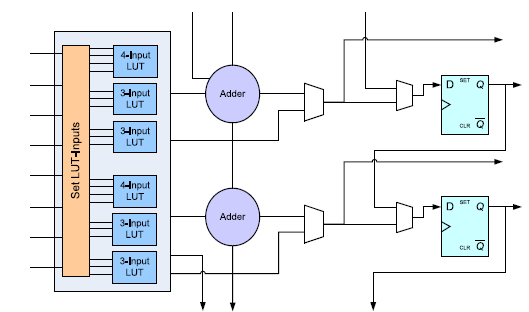 Set LUT-Inputs
4-Input
LUT
3-Input
LUT
3-Input
LUT
4-Input
LUT
3-Input
LUT
3-Input
LUT
Adder
Adder
D SET Q
CLR Q
D SET Q
CLR Q